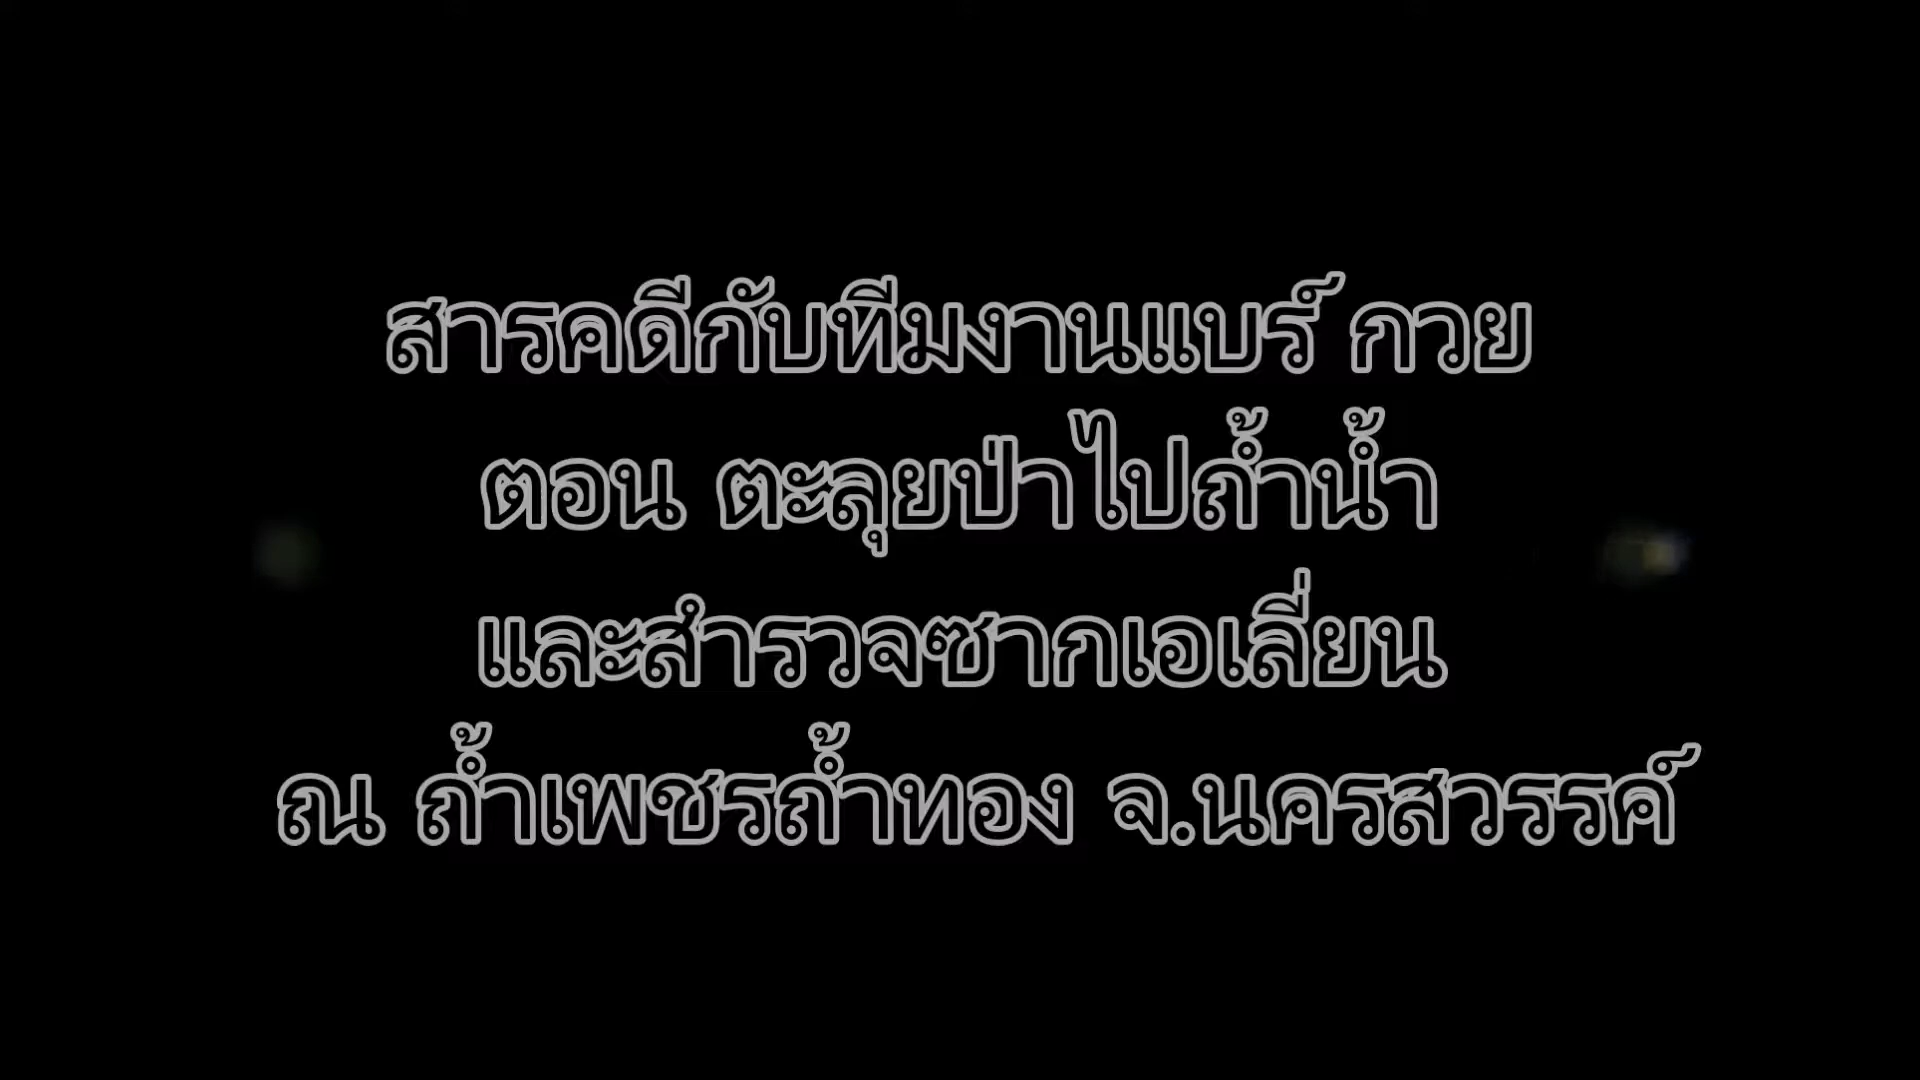 สารคดีกับทีมงานแบร์ กวย
ตอน ตะลุยป่าไปถ้ำน้ำ
และสำรวจซากเอเลี่ยน
ณ ถ้ำเพชรถ้ำทอง จ.นครสวรรค์